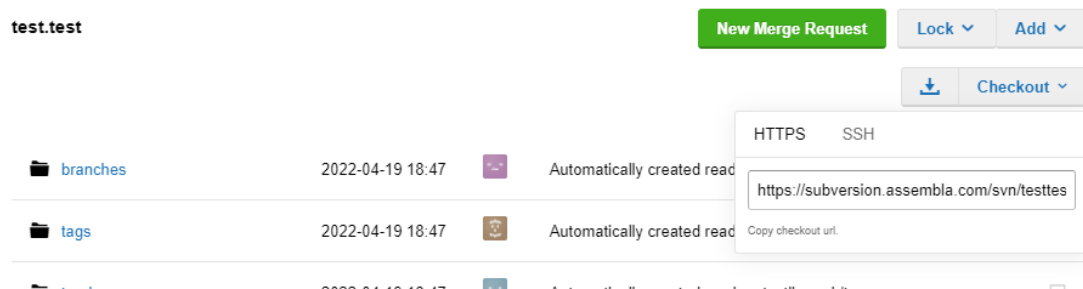 test.test
New Merge Request
Lock
Add
Checkout
HTTPS SSH
branches 2022-04-19 18:47 Automatically created read
https://subversion.assembla.com/svn/testtes
tags 2022-04-19 18:47 Automatically created read
Copy checkout url.